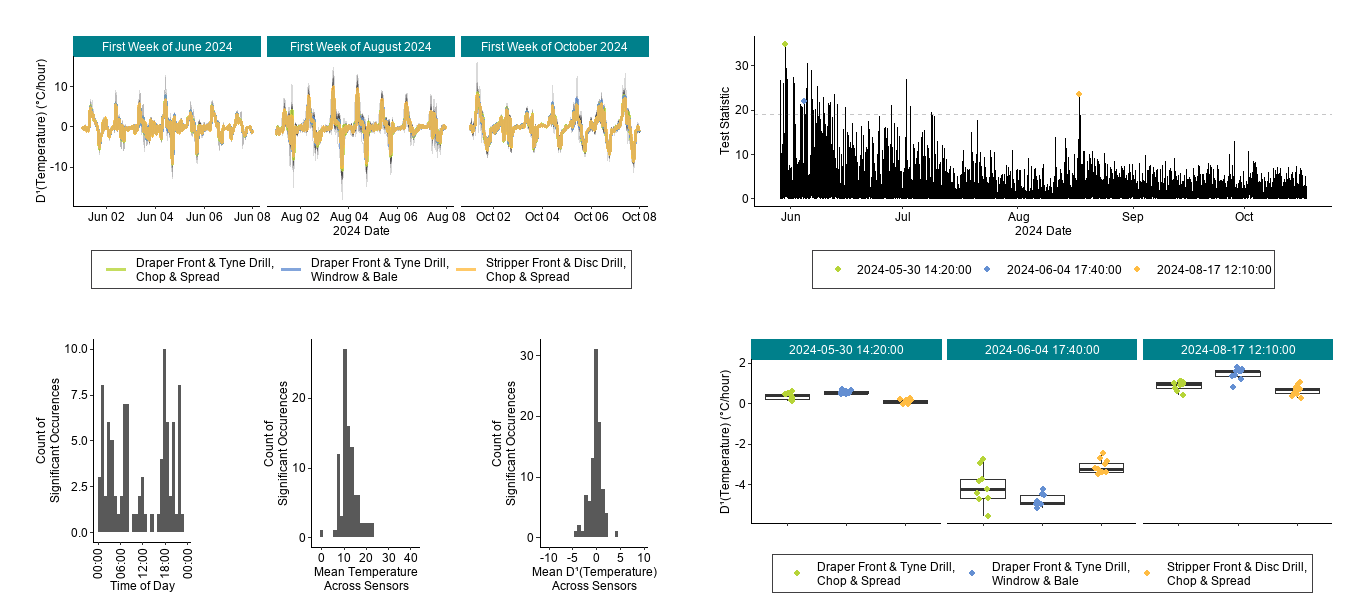 First Week of June 2024
First Week of August 2024
First Week of October 2024
D¹(Temperature) (°C/hour)
10
0
-10
Jun 02
Jun 04
Jun 06
Jun 08
Aug 02
Aug 04
Aug 06
Aug 08
Oct 02
Oct 04
Oct 06
Oct 08
2024 Date
Draper Front & Tyne Drill,
Chop & Spread
Draper Front & Tyne Drill,
Windrow & Bale
Stripper Front & Disc Drill,
Chop & Spread
Test Statistic
30
20
10
0
Jun
Jul
Aug
Sep
Oct
2024 Date
2024-05-30 14:20:00
2024-06-04 17:40:00
2024-08-17 12:10:00
Count of
Significant Occurences
10.0
7.5
5.0
2.5
0.0
00:00
06:00
12:00
18:00
00:00
Time of Day
Count of
Significant Occurences
20
10
0
0
10
20
30
40
Mean Temperature
Across Sensors
Count of
Significant Occurences
30
20
10
0
-10
-5
0
5
10
Mean D¹(Temperature)
Across Sensors
2024-05-30 14:20:00
2024-06-04 17:40:00
2024-08-17 12:10:00
D¹(Temperature) (°C/hour)
2
0
-2
-4
Draper Front & Tyne Drill,
Chop & Spread
Draper Front & Tyne Drill,
Windrow & Bale
Stripper Front & Disc Drill,
Chop & Spread